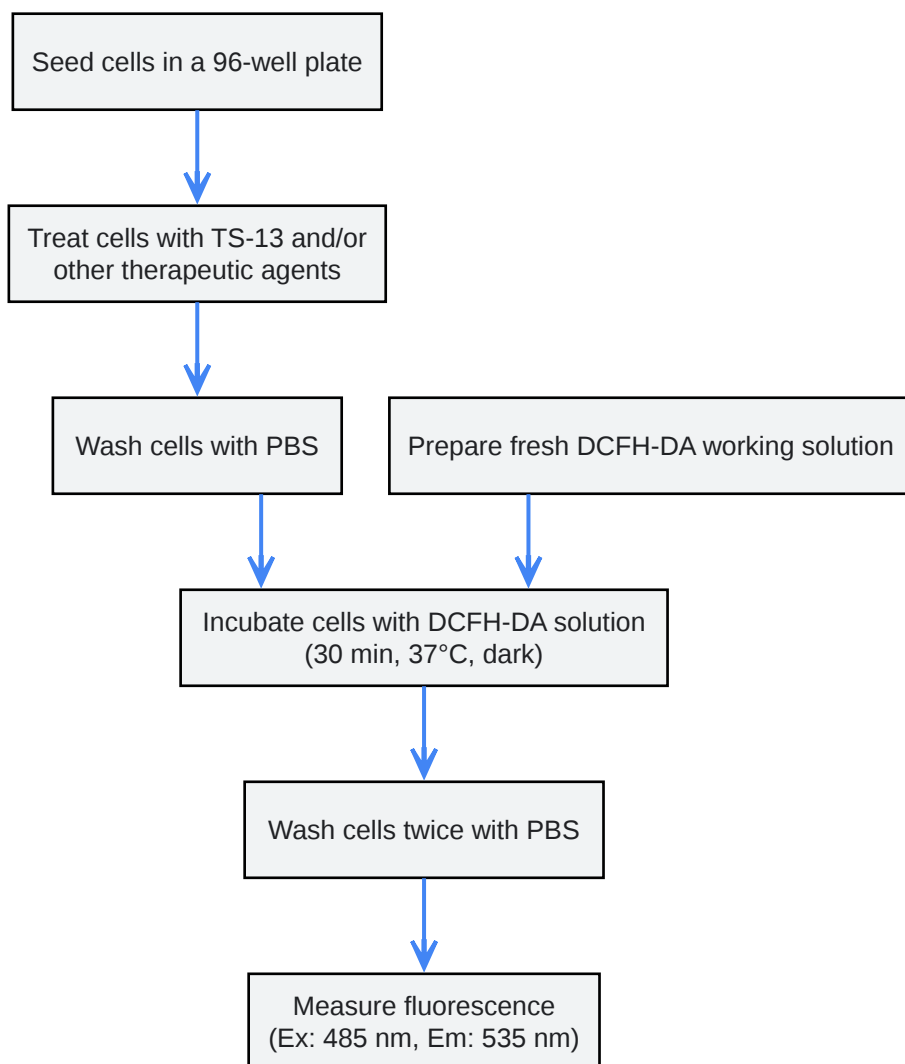 Seed cells in a 96-well plate
Treat cells with TS-13 and/or
other therapeutic agents
Wash cells with PBS
Prepare fresh DCFH-DA working solution
Incubate cells with DCFH-DA solution
(30 min, 37°C, dark)
Wash cells twice with PBS
Measure fluorescence
(Ex: 485 nm, Em: 535 nm)